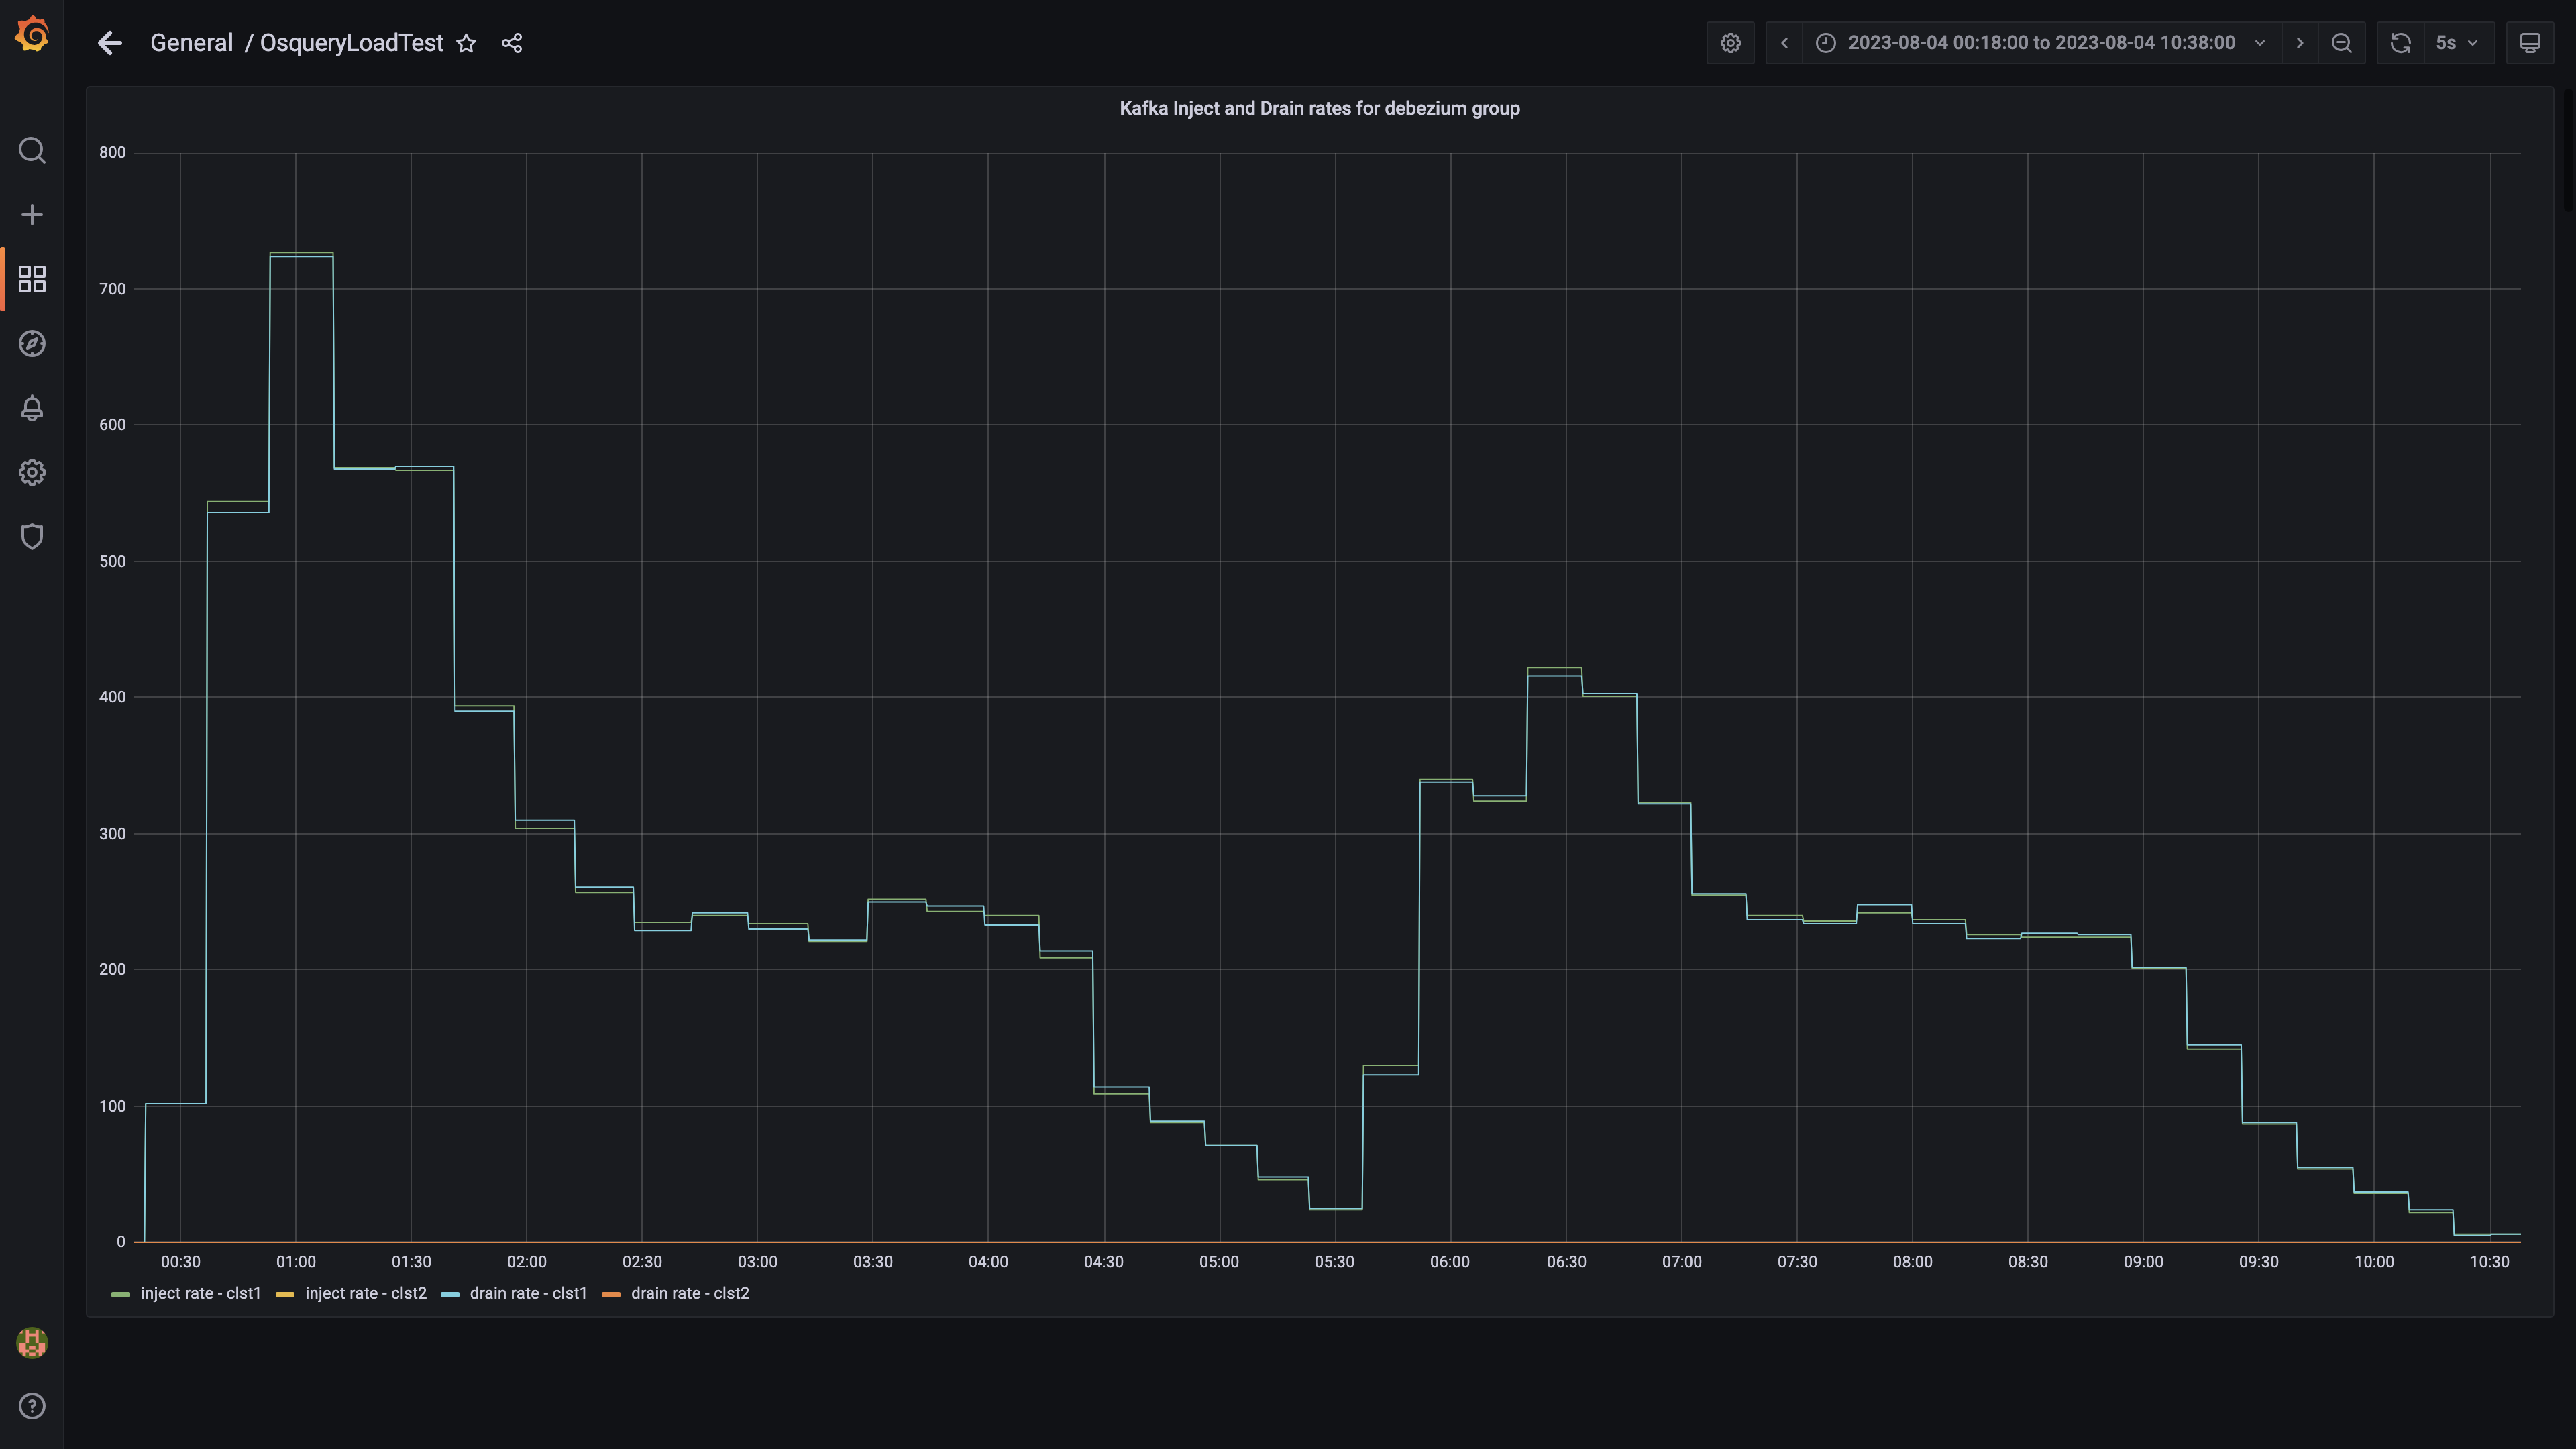 General / OsqueryLoadTest
2023-08-04 00:18:00 to 2023-08-04 10:38:00
5s
Kafka Inject and Drain rates for debezium group
800
700
600
500
400
300
200
100
0
00:30 01:00 01:30 02:00 02:30 03:00 03:30 04:00 04:30 05:00 05:30 06:00 06:30 07:00 07:30 08:00 08:30 09:00 09:30 10:00 10:30
inject rate - clst1 inject rate - clst2 drain rate - clst1 drain rate - clst2